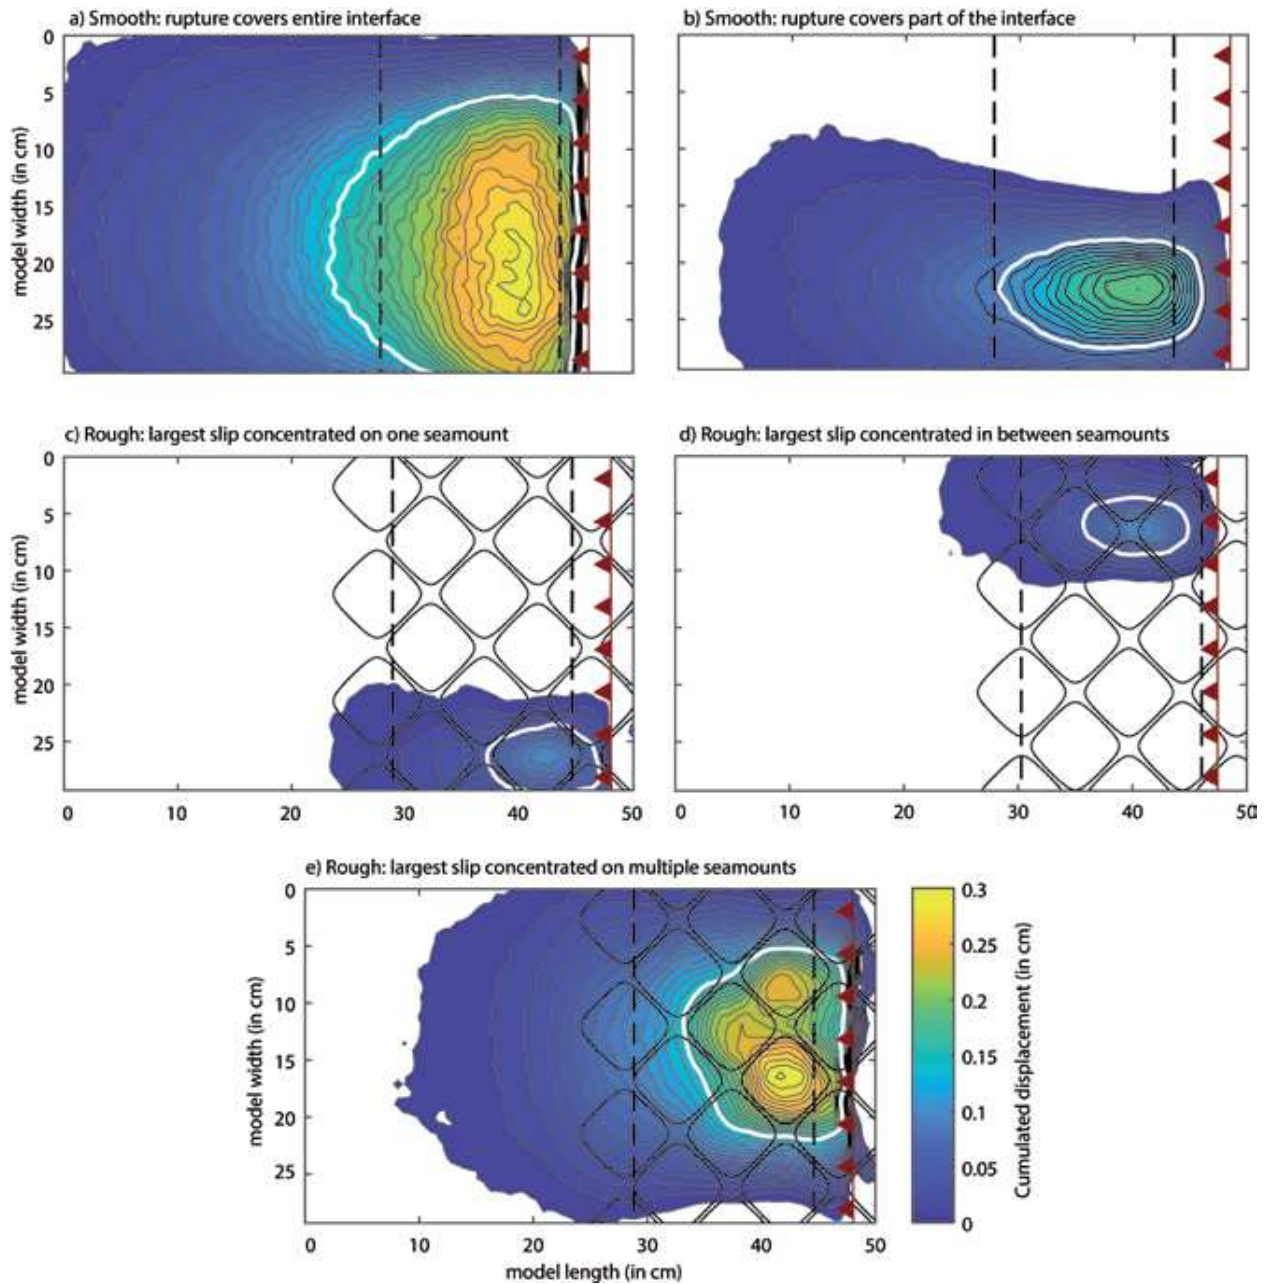 a) Smooth: rupture covers entire interface
b) Smooth: rupture covers part of the interface
0
5
10
15
20
25
model width (in cm)
c) Rough: largest slip concentrated on one seamount
d) Rough: largest slip concentrated in between seamounts
0
5
10
15
20
25
model width (in cm)
0 10 20 30 40 50
0 10 20 30 40 50
e) Rough: largest slip concentrated on multiple seamounts
0
5
10
15
20
25
model width (in cm)
0 10 20 30 40 50
model length (in cm)
0.3
0.25
0.2
0.15
0.1
0.05
0
Cumulated displacement (in cm)